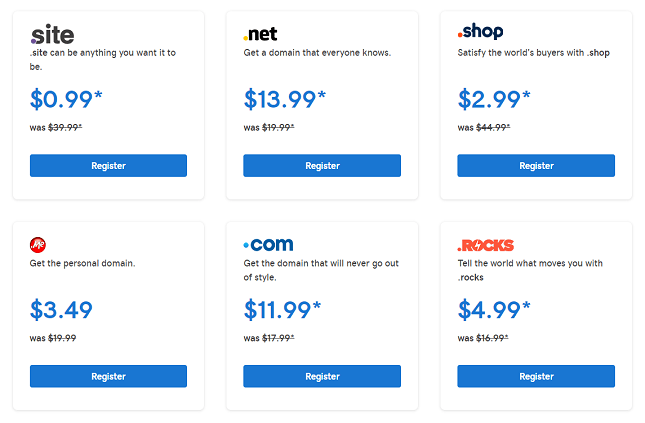 .site
.site can be anything you want it to
be.
$0.99*
was $39.99*
Register
.net
Get a domain that everyone knows.
$13.99*
was $19.99*
Register
.shop
Satisfy the world's buyers with .shop
$2.99*
was $44.99*
Register
.me
Get the personal domain.
$3.49
was $19.99
Register
.com
Get the domain that will never go out
of style.
$11.99*
was $17.99*
Register
.ROCKS
Tell the world what moves you with
.rocks
$4.99*
was $16.99*
Register